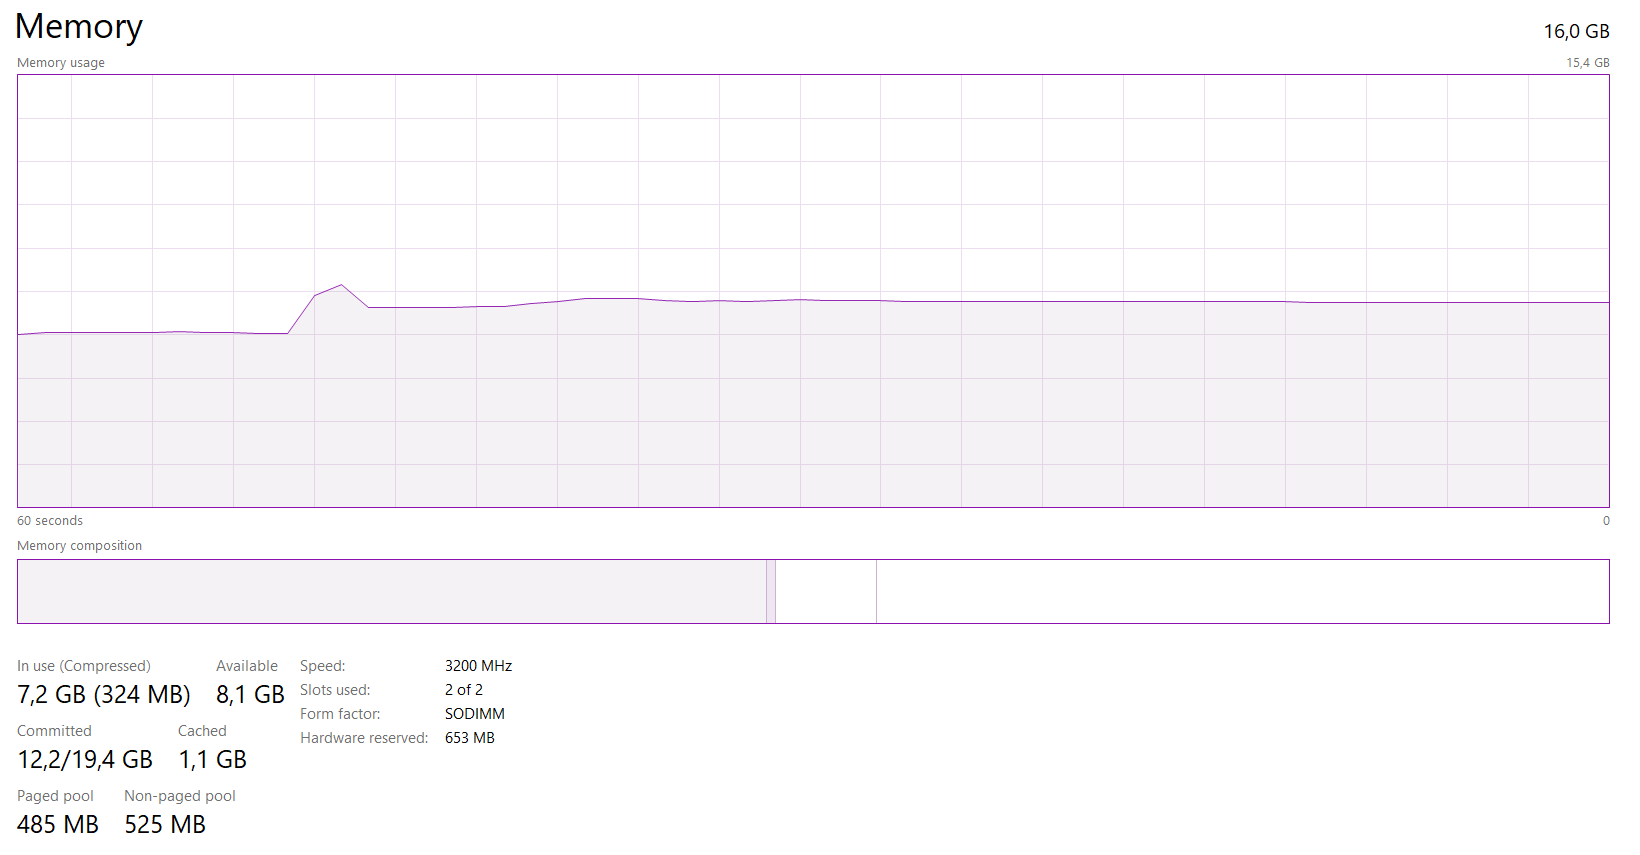 Memory
16,0 GB
Memory usage
15,4 GB
60 seconds
0
Memory composition
In use (Compressed)
7,2 GB (324 MB)
Available
8,1 GB
Committed
12,2/19,4 GB
Cached
1,1 GB
Paged pool
485 MB
Non-paged pool
525 MB
Speed: 3200 MHz
Slots used: 2 of 2
Form factor: SODIMM
Hardware reserved: 653 MB